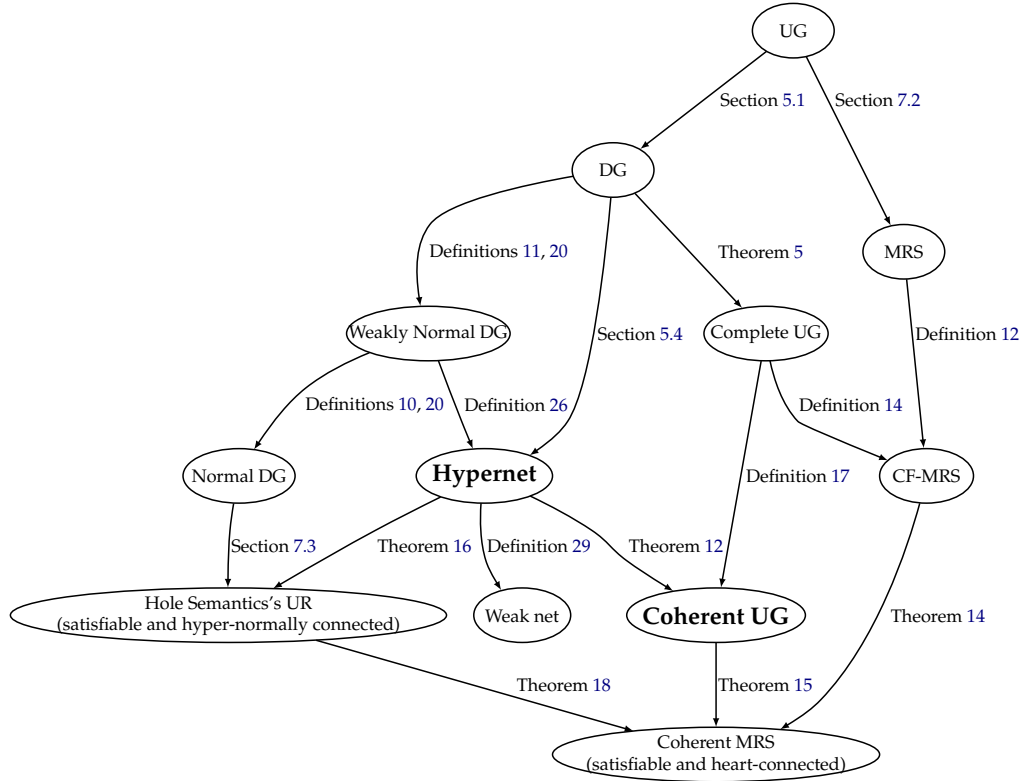 UG
Section 5.1
Section 7.2
DG
Definitions 11, 20
Theorem 5
MRS
Weakly Normal DG
Section 5.4
Complete UG
Definition 12
Definitions 10, 20
Definition 26
Definition 14
Normal DG
Hypernet
Definition 17
CF-MRS
Section 7.3
Theorem 16
Definition 29
Theorem 12
Hole Semantics's UR
(satisfiable and hyper-normally connected)
Weak net
Coherent UG
Theorem 14
Theorem 18
Theorem 15
Coherent MRS
(satisfiable and heart-connected)